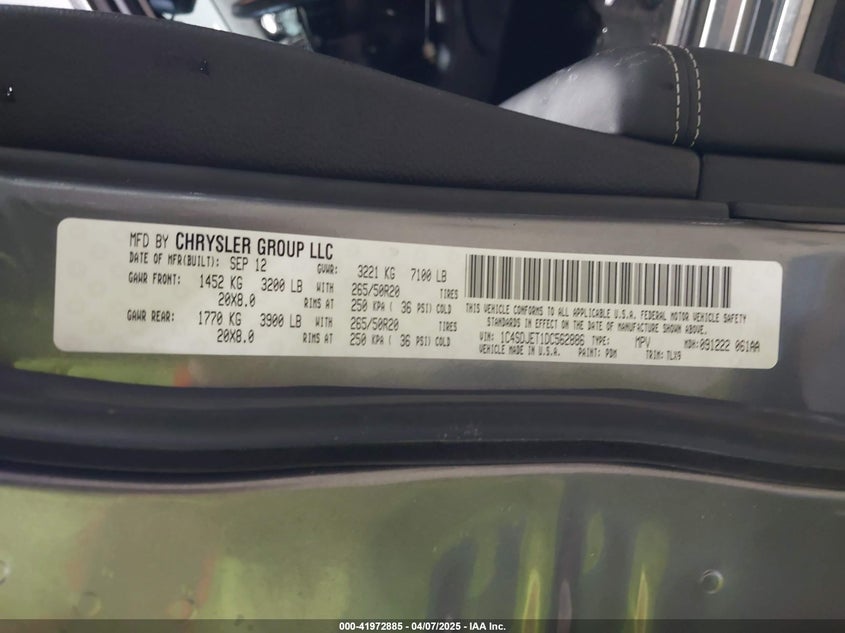 MFD BY CHRYSLER GROUP LLC
DATE OF MFR(BUILT): SEP 12 GVWR: 3221 KG 7100 LB
GAWR FRONT: 1452 KG 3200 LB WITH 265/50R20 TIRES
20X8.0 RIMS AT 250 KPA ( 36 PSI) COLD
GAWR REAR: 1770 KG 3900 LB WITH 265/50R20 TIRES
20X8.0 RIMS AT 250 KPA ( 36 PSI) COLD
THIS VEHICLE CONFORMS TO ALL APPLICABLE U.S.A. FEDERAL MOTOR VEHICLE SAFETY
STANDARDS IN EFFECT ON THE DATE OF MANUFACTURE SHOWN ABOVE.
VIN: 1C4SDJET1DC562886 TYPE: MPV MDH:091222 061AA
VEHICLE MADE IN U.S.A. PAINT: PDM TRIM: TLX9
000-41972885 - 04/07/2025 - IAA Inc.